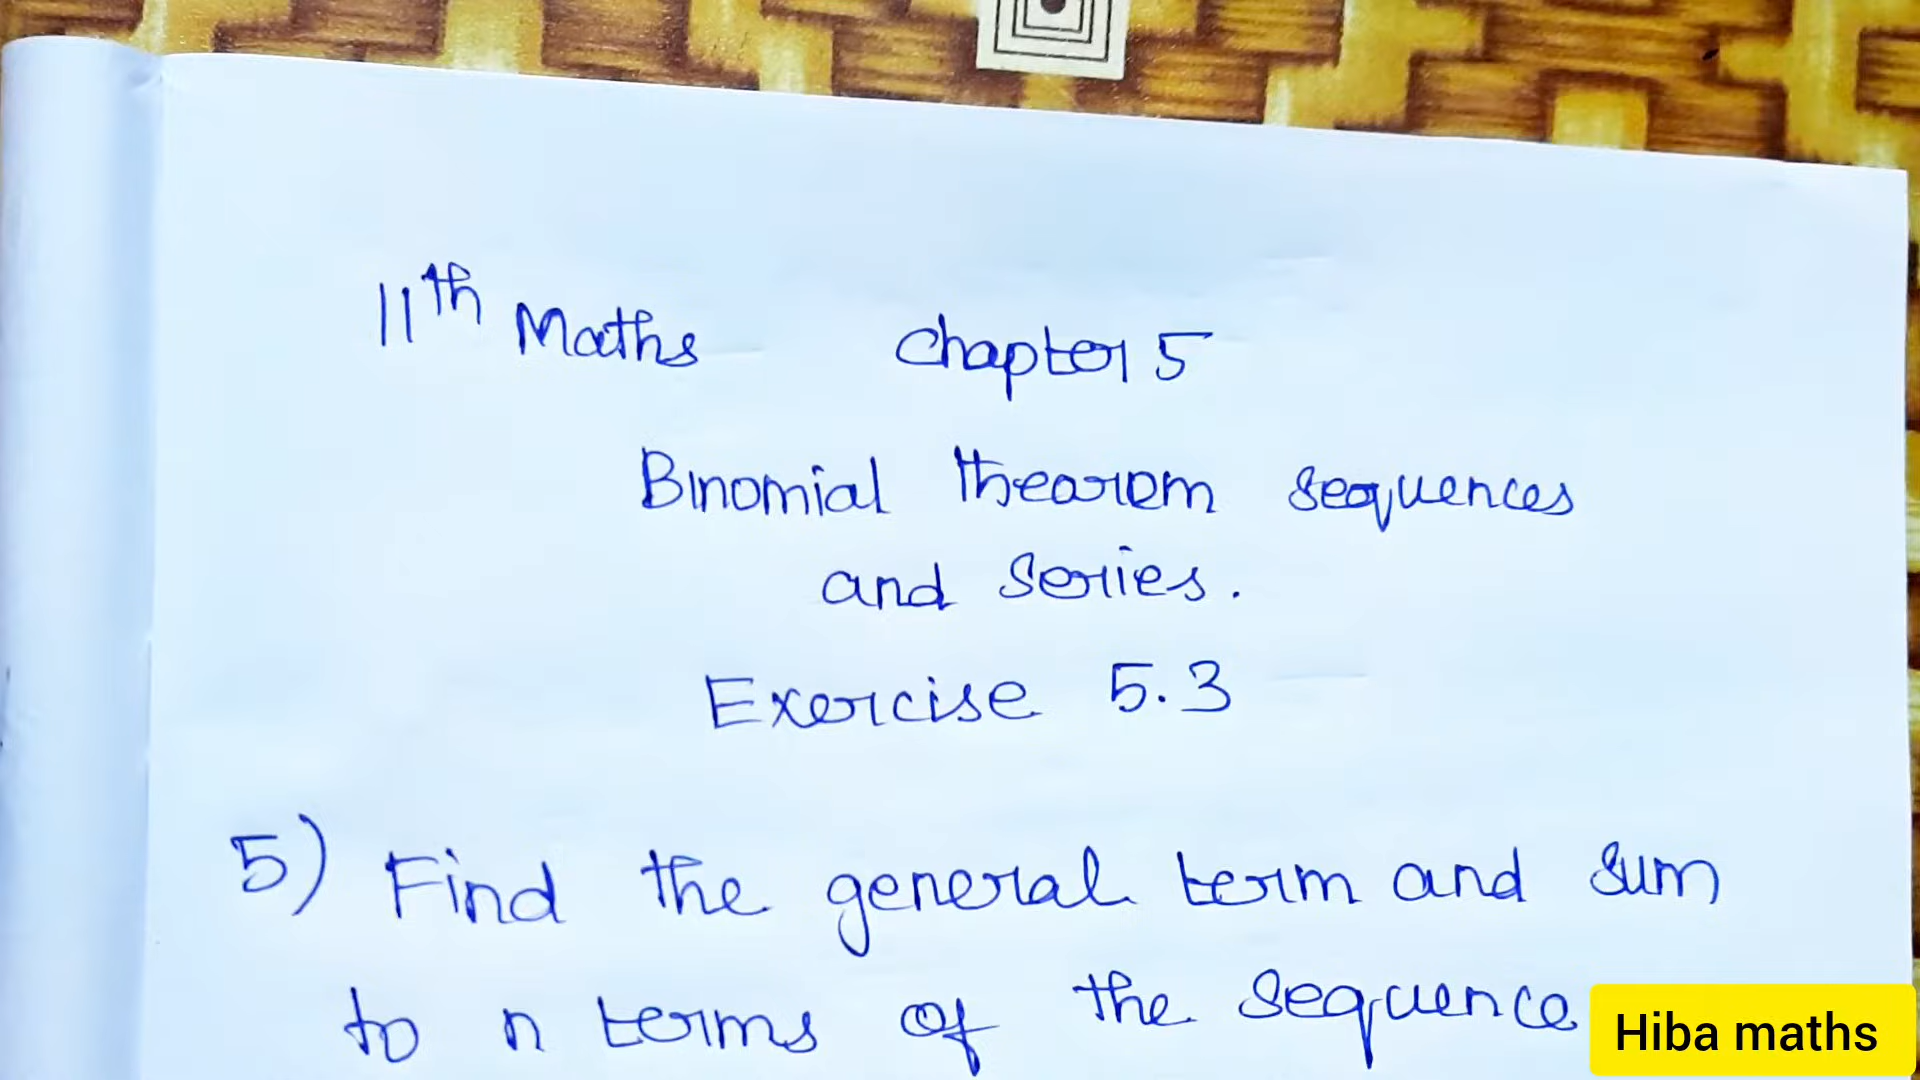 11th Maths Chapter 5
Binomial thearem sequences
and series.
Exercise 5.3
5) Find the general term and sum
to n terms of the sequence
Hiba maths